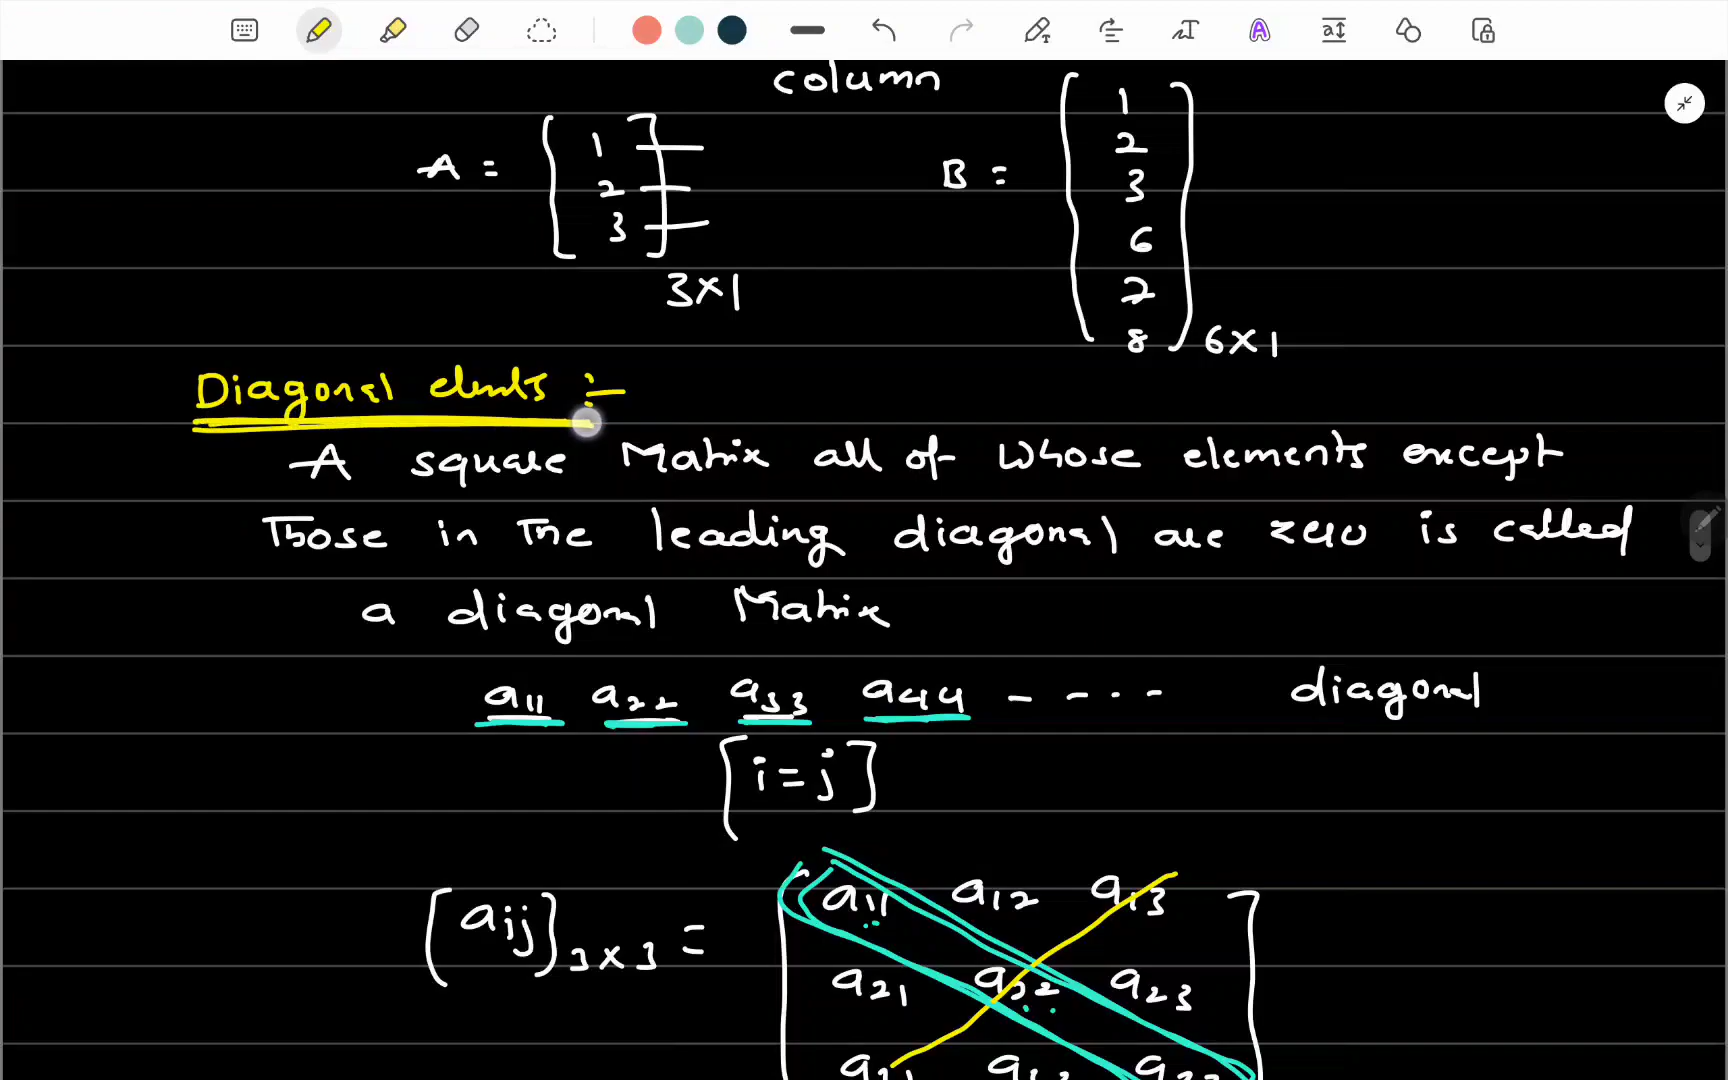 column
A = [ 1 2 3 ] 3×1
B = [ 1 2 3 6 2 8 ] 6×1
Diagonal :-
A square Matrix all of whose elements except
Those in The leading diagonal are zero is called
a diagonal Matrix
a11 a22 a33 a44 - - - - - diagonal
[i=j]
[aij]3×3 =
a11 a12 a13
a21 a22 a23